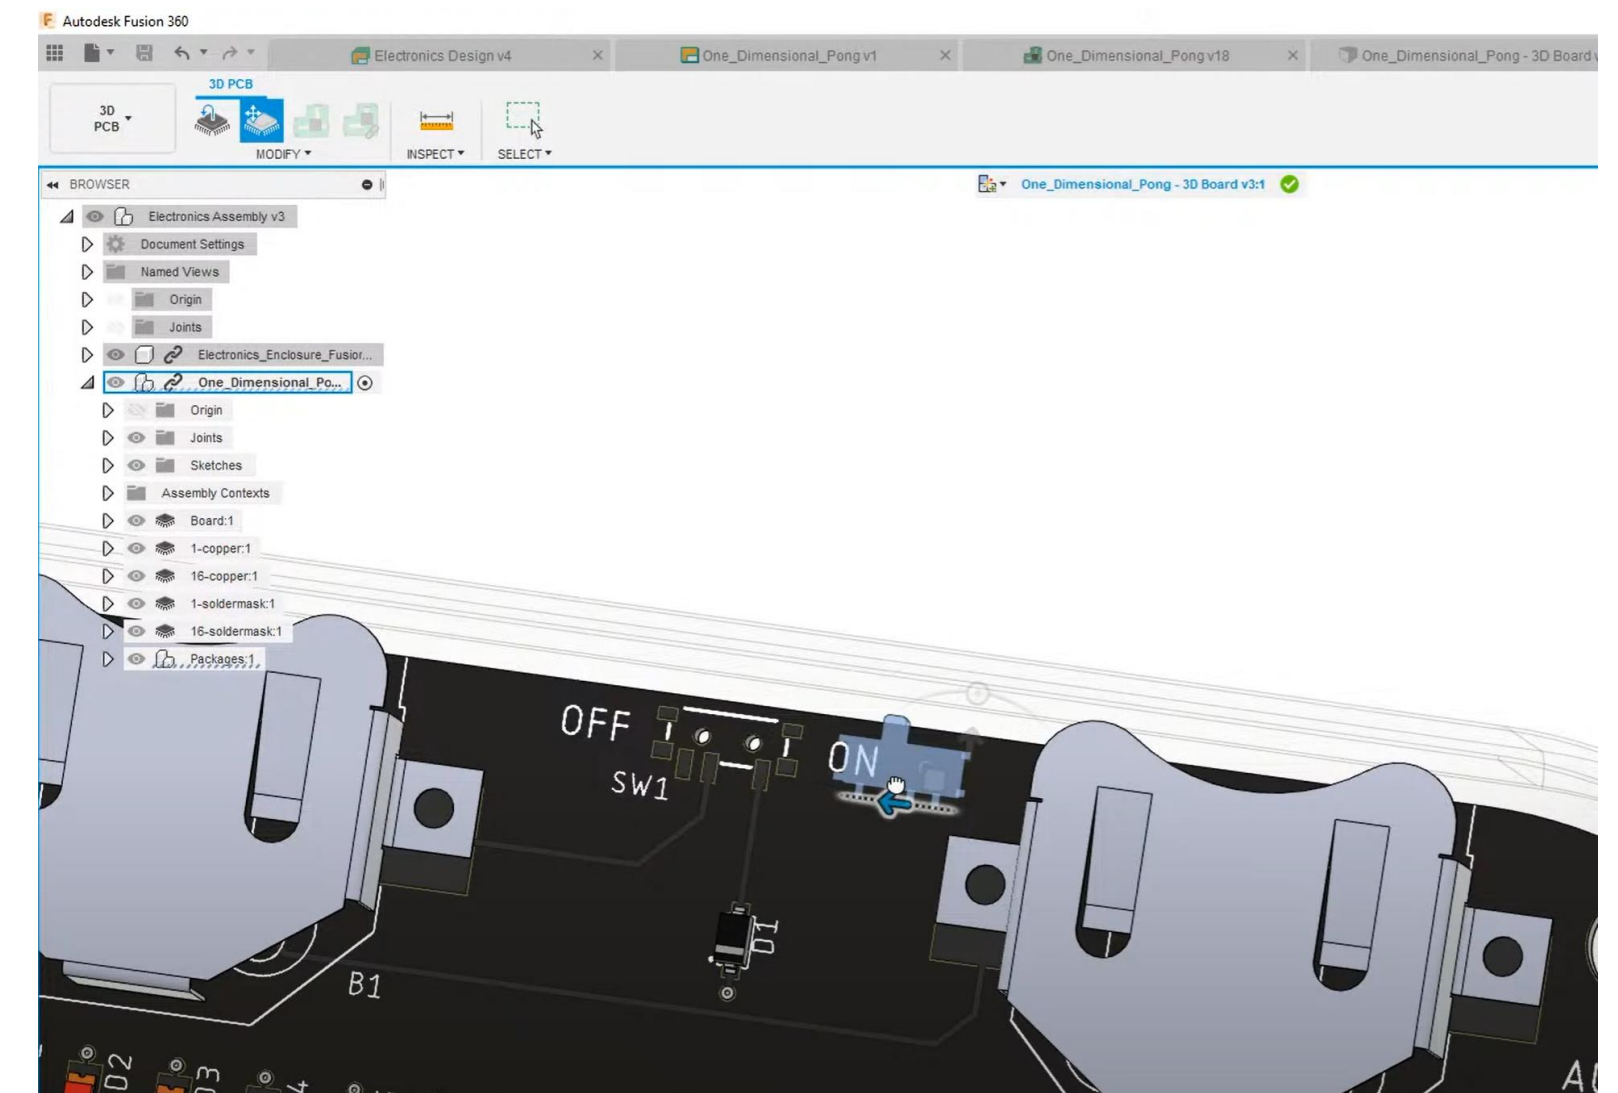 Autodesk Fusion 360
Electronics Design v4
One_Dimensional_Pong v1
One_Dimensional_Pong v18
One_Dimensional_Pong - 3D Board
3D PCB
3D
PCB
MODIFY
INSPECT
SELECT
BROWSER
One_Dimensional_Pong - 3D Board v3:1
Electronics Assembly v3
Document Settings
Named Views
Origin
Joints
Electronics_Enclosure_Fusior...
One_Dimensional_Po...
Origin
Joints
Sketches
Assembly Contexts
Board:1
1-copper:1
16-copper:1
1-soldermask:1
16-soldermask:1
Packages:1
OFF
ON
SW1
D1
B1
D2
D3